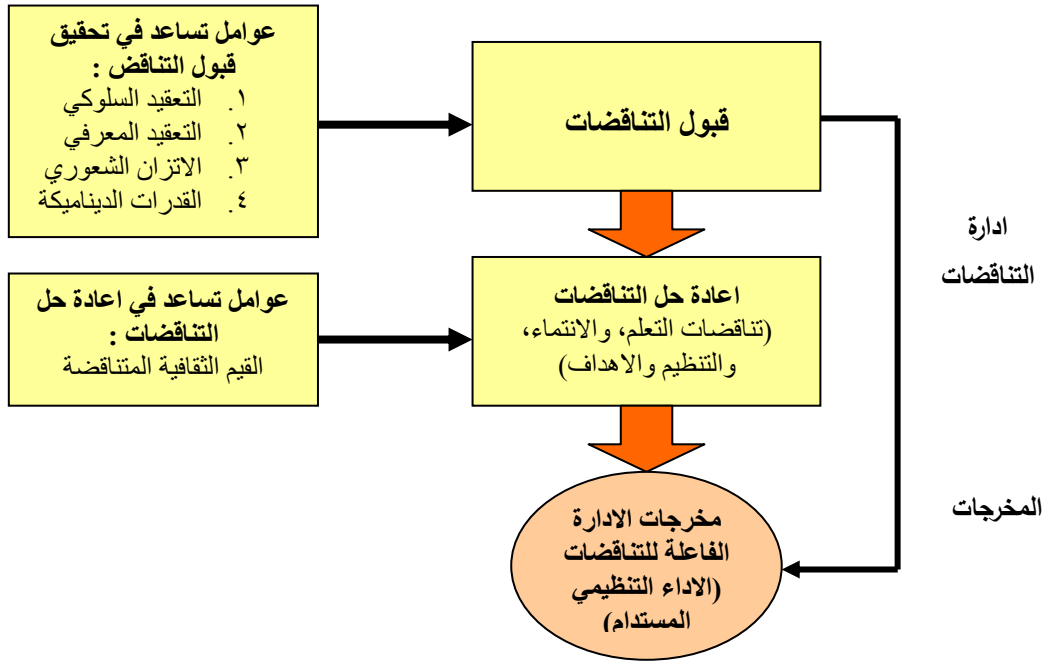 عوامل تساعد في تحقيق
قبول التناقض :
١. التعقيد السلوكي
٢. التعقيد المعرفي
٣. الاتزان الشعوري
٤. القدرات الديناميكة
قبول التناقضات
ادارة
التناقضات
عوامل تساعد في اعادة حل
التناقضات :
القيم الثقافية المتناقضة
اعادة حل التناقضات
(تناقضات التعلم، والانتماء،
والتنظيم والاهداف)
المخرجات
مخرجات الادارة
الفاعلة للتناقضات
(الاداء التنظيمي
المستدام)